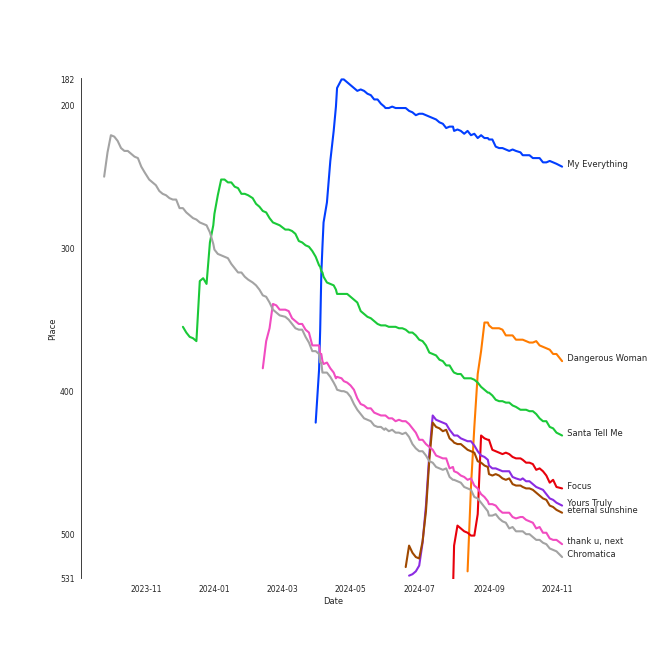 182
200
300
400
500
531
Place
My Everything
Dangerous Woman
Santa Tell Me
Focus
Yours Truly
eternal sunshine
thank u, next
Chromatica
2023-11
2024-01
2024-03
2024-05
2024-07
2024-09
2024-11
Date